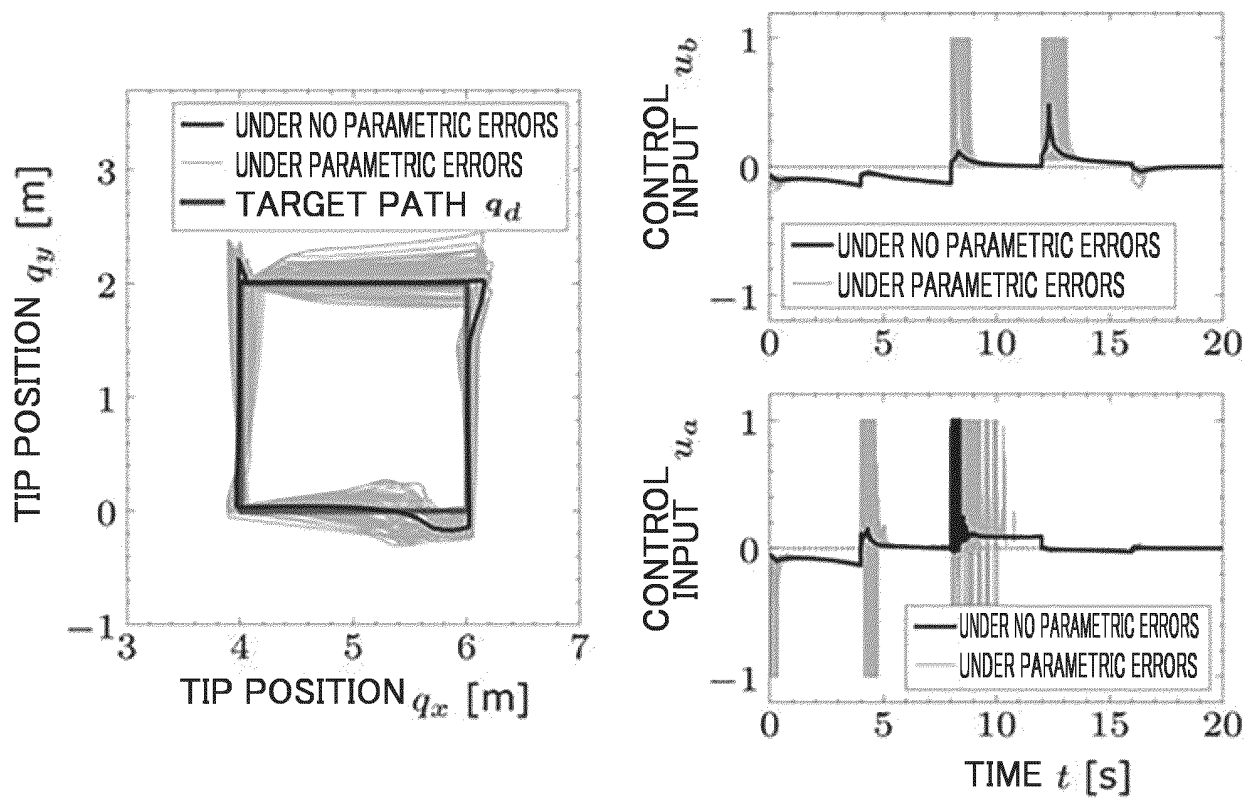 UNDER NO PARAMETRIC ERRORS
UNDER PARAMETRIC ERRORS
TARGET PATH q_d
TIP POSITION q_y [m]
3
2
1
0
−1
3 4 5 6 7
TIP POSITION q_x [m]
CONTROL
INPUT u_b
1
0
−1
UNDER NO PARAMETRIC ERRORS
UNDER PARAMETRIC ERRORS
0 5 10 15 20
CONTROL
INPUT u_a
1
0
−1
UNDER NO PARAMETRIC ERRORS
UNDER PARAMETRIC ERRORS
0 5 10 15 20
TIME t [s]